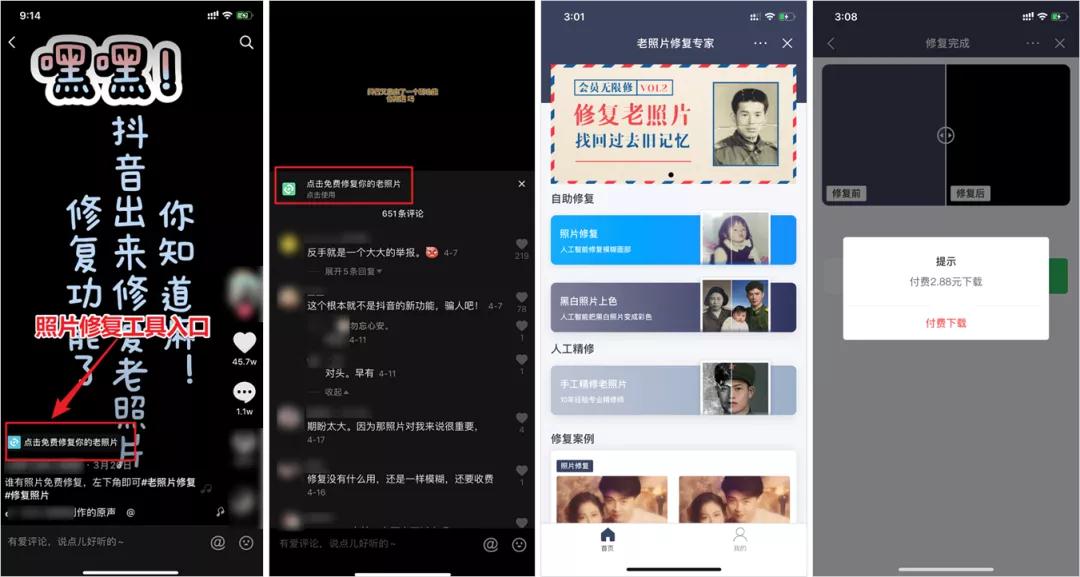 9:14
嘿嘿!
抖音出来修复老照片
修复功能了
你知道
照片修复工具入口
45.7w
1.1w
点击免费修复你的老照片
· 3月26日
谁有照片免费修复，左下角即可#老照片修复
#修复照片
创作的原声 @
有爱评论，说点儿好听的~
点击免费修复你的老照片
点击使用
651条评论
反手就是一个大大的举报。 4-7
219
展开5条回复
这个根本就不是抖音的新功能，骗人吧! 4-7
78
勿忘心安。
4-11
1
对头。早有 4-11
1
收起
期盼太大。因为那照片对我来说很重要，
4-17
4
修复没有什么用，还是一样模糊，还要收费
4-16
1
有爱评论，说点儿好听的~
3:01
老照片修复专家
会员无限修 VOL2
修复老照片
找回过去旧记忆
自助修复
照片修复
人工智能修复模糊面部
黑白照片上色
人工智能把黑白照片变成彩色
人工精修
手工精修老照片
10年经验专业精修师
修复案例
照片修复
首页
我的
3:08
修复完成
修复前
修复后
提示
付费2.88元下载
付费下载